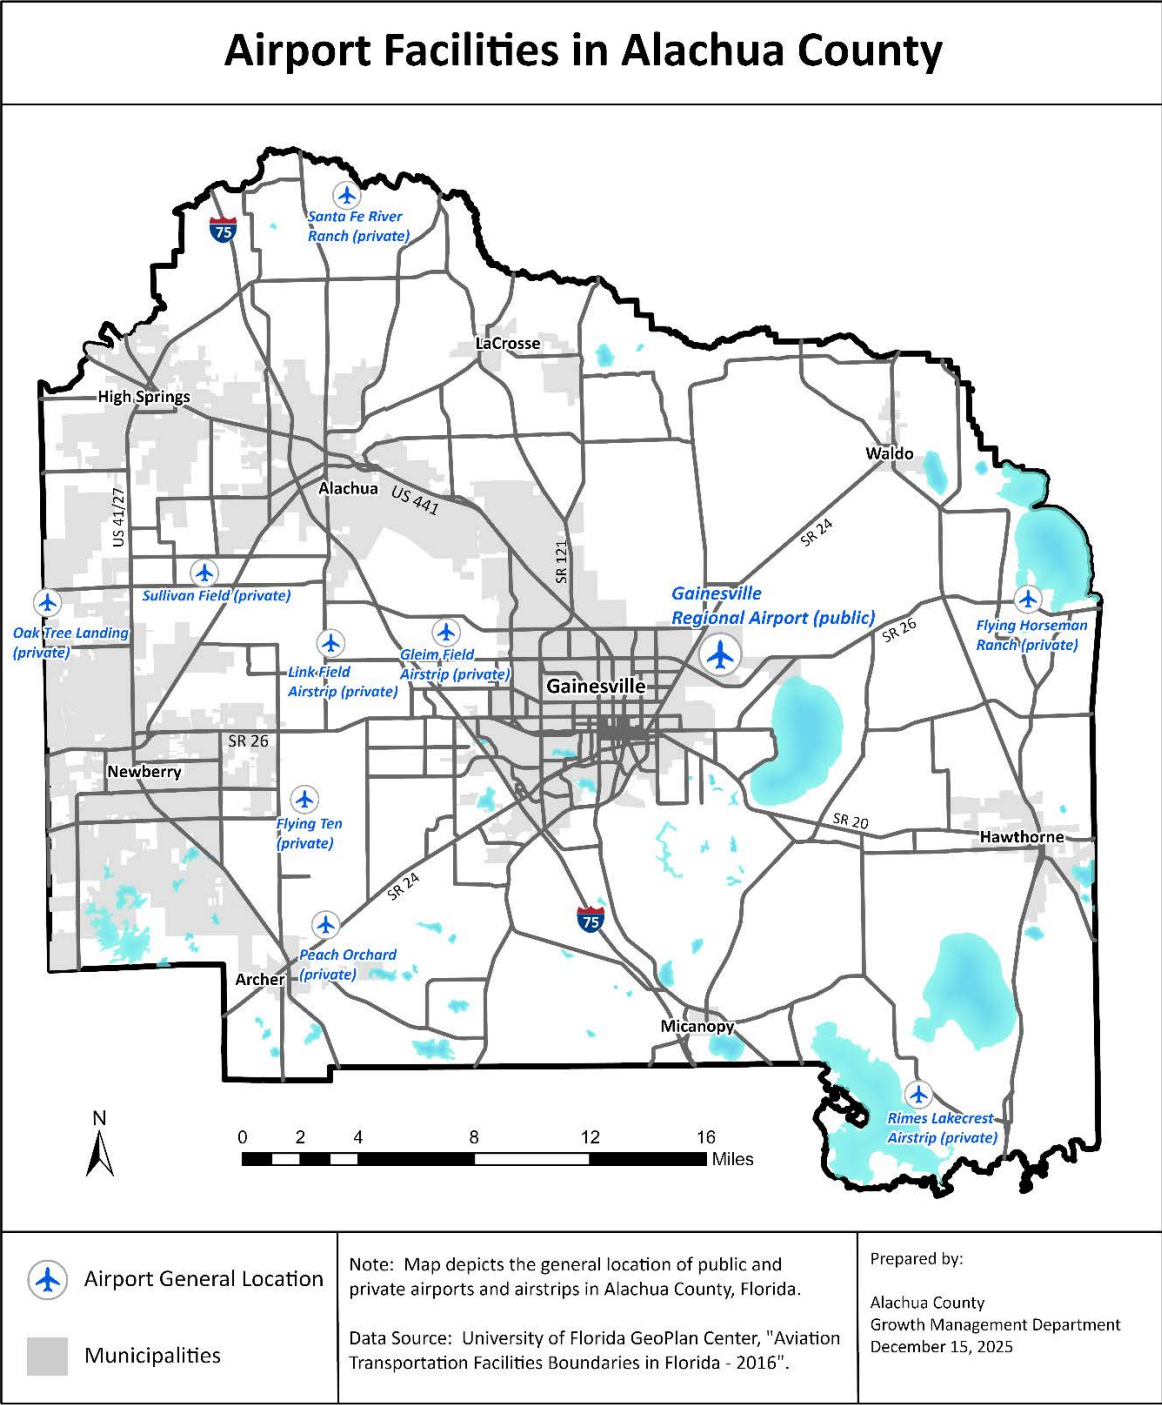 Airport Facilities in Alachua County
Santa Fe River
Ranch (private)
75
LaCrosse
High Springs
Waldo
Alachua
US 441
US 41/27
SR 24
SR 121
Sullivan Field (private)
Gainesville
Regional Airport (public)
Oak Tree Landing
(private)
Flying Horseman
Ranch (private)
SR 26
Gleim Field
Airstrip (private)
Link Field
Airstrip (private)
Gainesville
SR 26
Newberry
Flying Ten
(private)
SR 20
Hawthorne
SR 24
75
Peach Orchard
(private)
Archer
Micanopy
Rimes Lakecrest
Airstrip (private)
N
0 2 4 8 12 16
Miles
Airport General Location
Municipalities
Note: Map depicts the general location of public and
private airports and airstrips in Alachua County, Florida.
Data Source: University of Florida GeoPlan Center, "Aviation
Transportation Facilities Boundaries in Florida - 2016".
Prepared by:
Alachua County
Growth Management Department
December 15, 2025